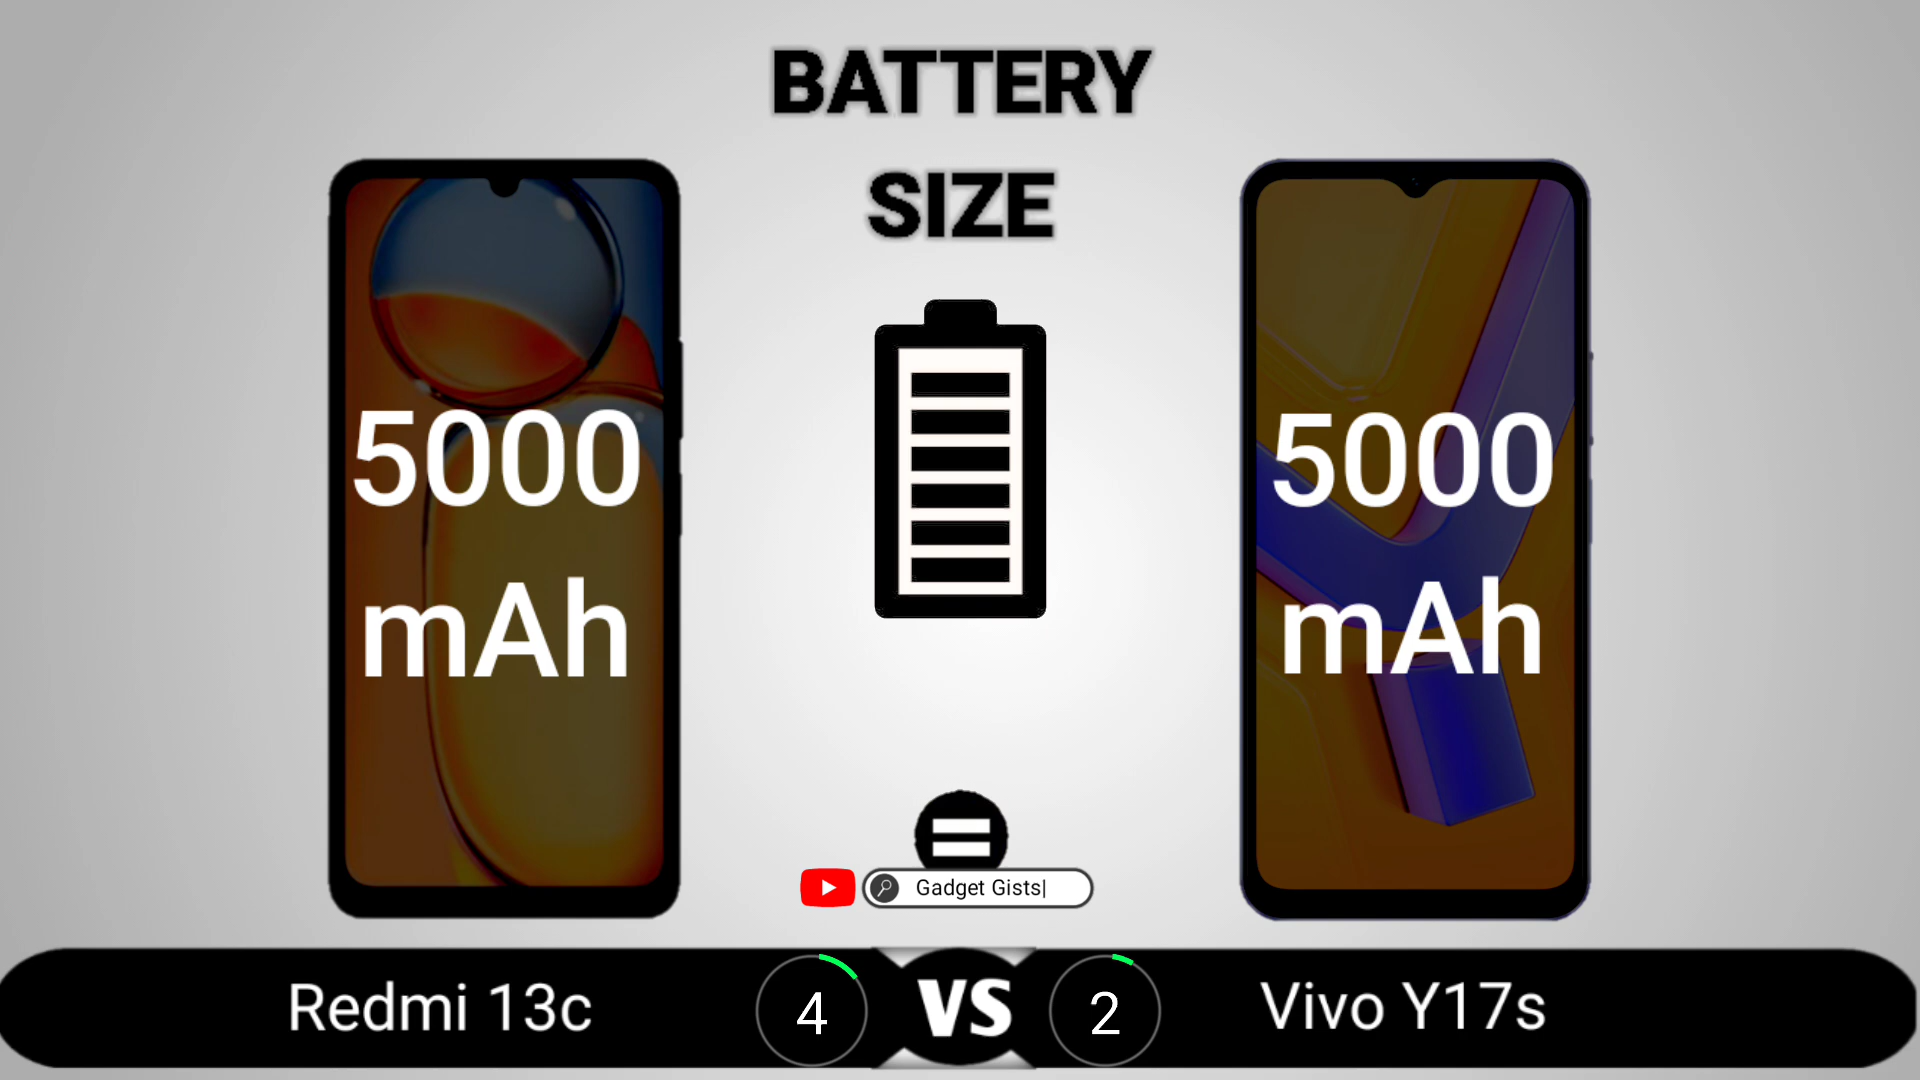 BATTERY
SIZE
5000
mAh
5000
mAh
=
Gadget Gists|
Redmi 13c
4
VS
2
Vivo Y17s